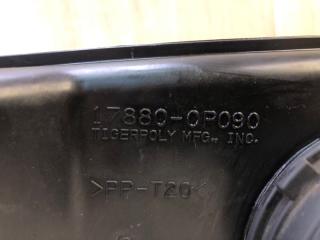 17880-0P090
TIGERPOLY MFG., INC.
>PP-T20<